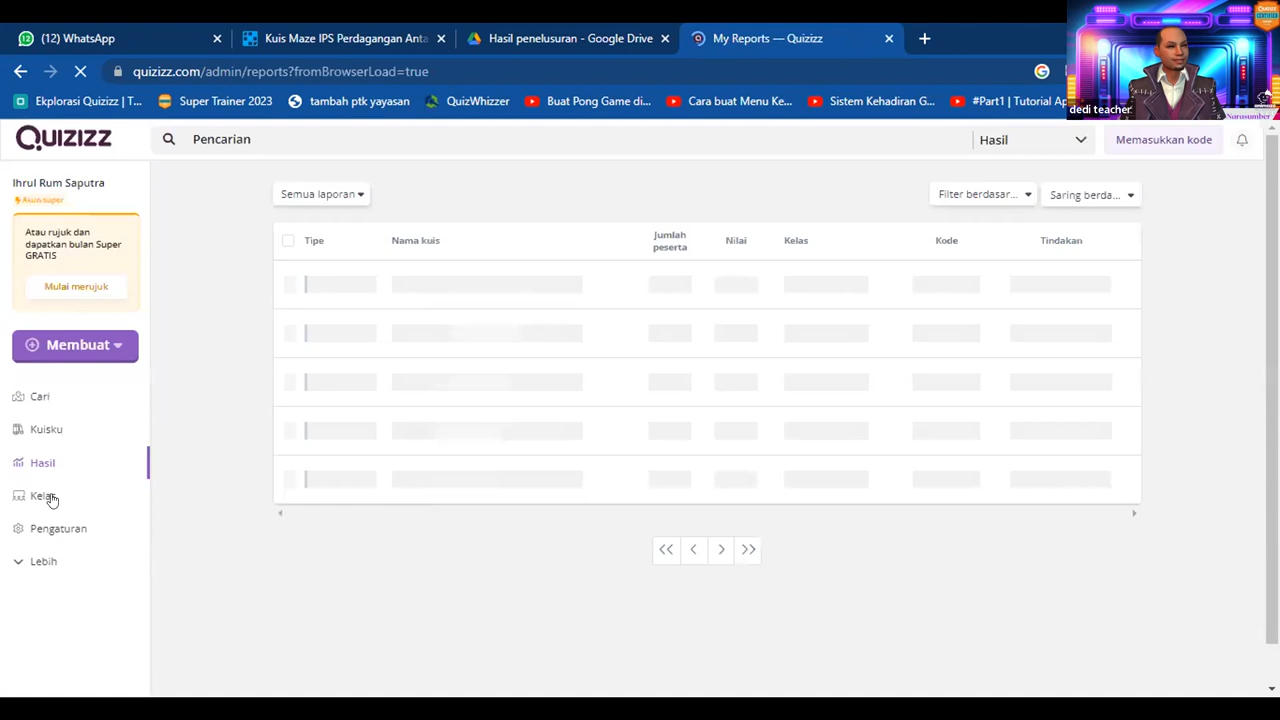 (12) WhatsApp
Kuis Maze IPS Perdagangan Anta
Hasil penelusuran - Google Drive
My Reports — Quizizz
quizizz.com/admin/reports?fromBrowserLoad=true
dedi teacher
Narasumber
Ekplorasi Quizizz | T...
Super Trainer 2023
tambah ptk yayasan
QuizWhizzer
Buat Pong Game di...
Cara buat Menu Ke...
Sistem Kehadiran G...
#Part1 | Tutorial Ap
QUIZIZZ
Pencarian
Hasil
Memasukkan kode
Ihrul Rum Saputra
Akun super
Atau rujuk dan
dapatkan bulan Super
GRATIS
Mulai merujuk
Membuat
Cari
Kuisku
Hasil
Kelas
Pengaturan
Lebih
Semua laporan
Filter berdasar...
Saring berda...
Tipe
Nama kuis
Jumlah
peserta
Nilai
Kelas
Kode
Tindakan